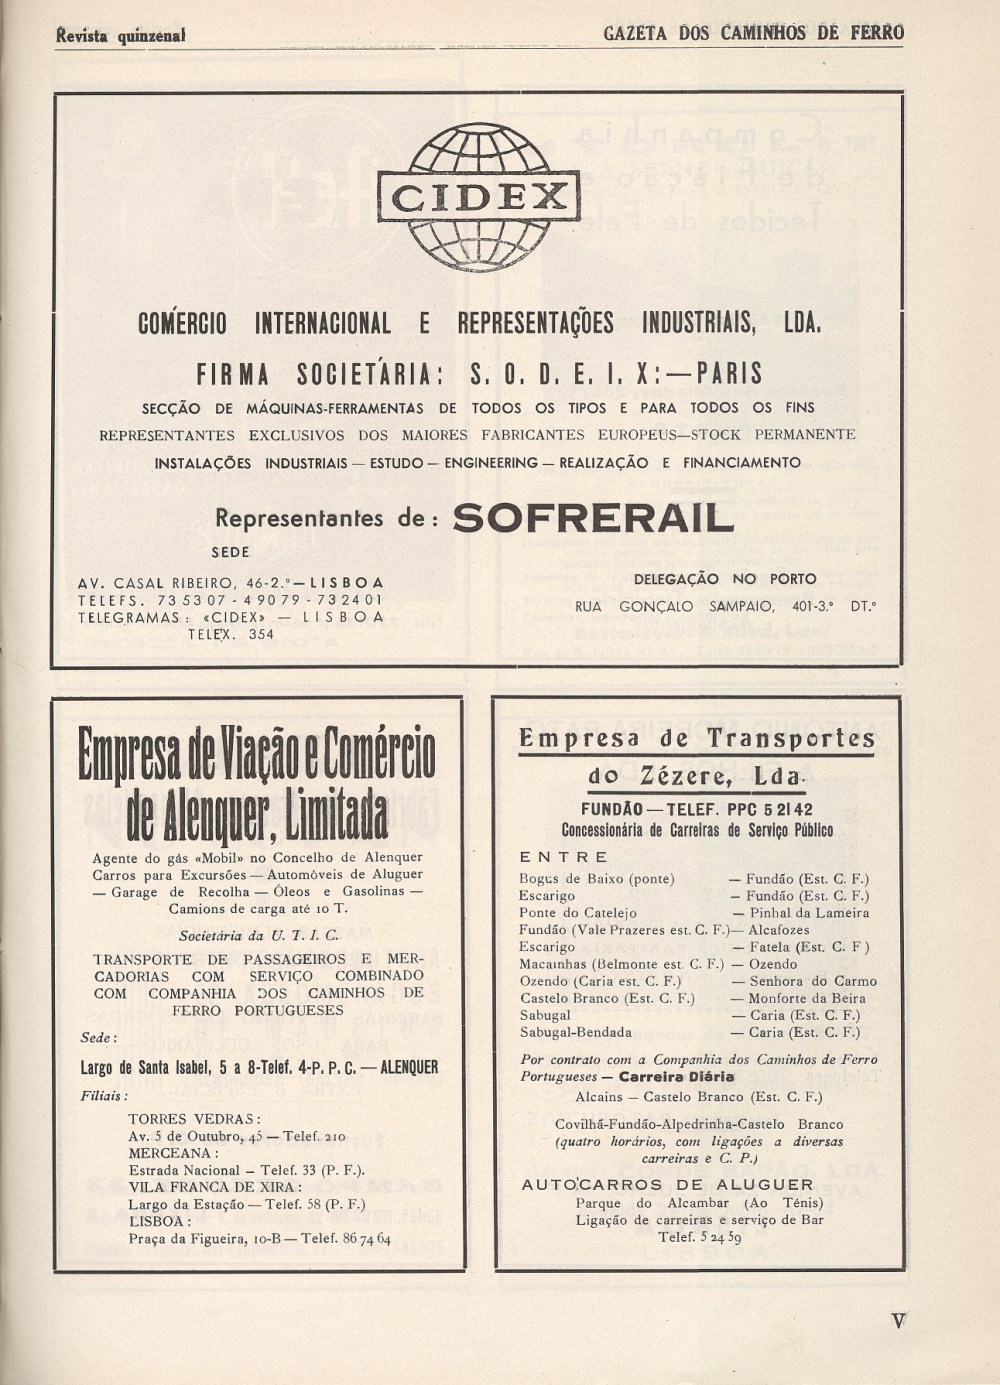 Revista quinzenal
GAZETA DOS CAMINHOS DE FERRO
CIDEX
COMÉRCIO INTERNACIONAL E REPRESENTAÇÕES INDUSTRIAIS, LDA.
FIRMA SOCIETÁRIA: S. O. D. E. I. X: — PARIS
SECÇÃO DE MÁQUINAS-FERRAMENTAS DE TODOS OS TIPOS E PARA TODOS OS FINS
REPRESENTANTES EXCLUSIVOS DOS MAIORES FABRICANTES EUROPEUS—STOCK PERMANENTE
INSTALAÇÕES INDUSTRIAIS — ESTUDO — ENGINEERING — REALIZAÇÃO E FINANCIAMENTO
Representantes de: SOFRERAIL
SEDE
AV. CASAL RIBEIRO, 46-2.º — LISBOA
TELEFS. 73 53 07 - 4 90 79 - 73 24 01
TELEGRAMAS: «CIDEX» — LISBOA
TELEX. 354
DELEGAÇÃO NO PORTO
RUA GONÇALO SAMPAIO, 401-3.º DT.º
Empresa de Viação e Comércio
de Alenquer, Limitada
Agente do gás «Mobil» no Concelho de Alenquer
Carros para Excursões — Automóveis de Aluguer
— Garage de Recolha — Óleos e Gasolinas —
Camions de carga até 10 T.
Societária da U. T. I. C.
TRANSPORTE DE PASSAGEIROS E MER-
CADORIAS COM SERVIÇO COMBINADO
COM COMPANHIA DOS CAMINHOS DE
FERRO PORTUGUESES
Sede:
Largo de Santa Isabel, 5 a 8-Telef. 4-P. P. C. — ALENQUER
Filiais:
TORRES VEDRAS:
Av. 5 de Outubro, 45 — Telef. 210
MERCEANA:
Estrada Nacional – Telef. 33 (P. F.).
VILA FRANCA DE XIRA:
Largo da Estação — Telef. 58 (P. F.)
LISBOA:
Praça da Figueira, 10-B — Telef. 86 74 64
Empresa de Transportes
do Zézere, Lda.
FUNDÃO — TELEF. PPC 5 21 42
Concessionária de Carreiras de Serviço Público
ENTRE
Bogus de Baixo (ponte) — Fundão (Est. C. F.)
Escarigo — Fundão (Est. C. F.)
Ponte do Catelejo — Pinhal da Lameira
Fundão (Vale Prazeres est. C. F.) — Alcafozes
Escarigo — Fatela (Est. C. F )
Macainhas (Belmonte est. C. F.) — Ozendo
Ozendo (Caria est. C. F.) — Senhora do Carmo
Castelo Branco (Est. C. F.) — Monforte da Beira
Sabugal — Caria (Est. C. F.)
Sabugal-Bendada — Caria (Est. C. F.)
Por contrato com a Companhia dos Caminhos de Ferro
Portugueses — Carreira Diária
Alcains — Castelo Branco (Est. C. F.)
Covilhã-Fundão-Alpedrinha-Castelo Branco
(quatro horários, com ligações a diversas
carreiras e C. P.)
AUTOCARROS DE ALUGUER
Parque do Alcambar (Ao Ténis)
Ligação de carreiras e serviço de Bar
Telef. 5 24 59
V